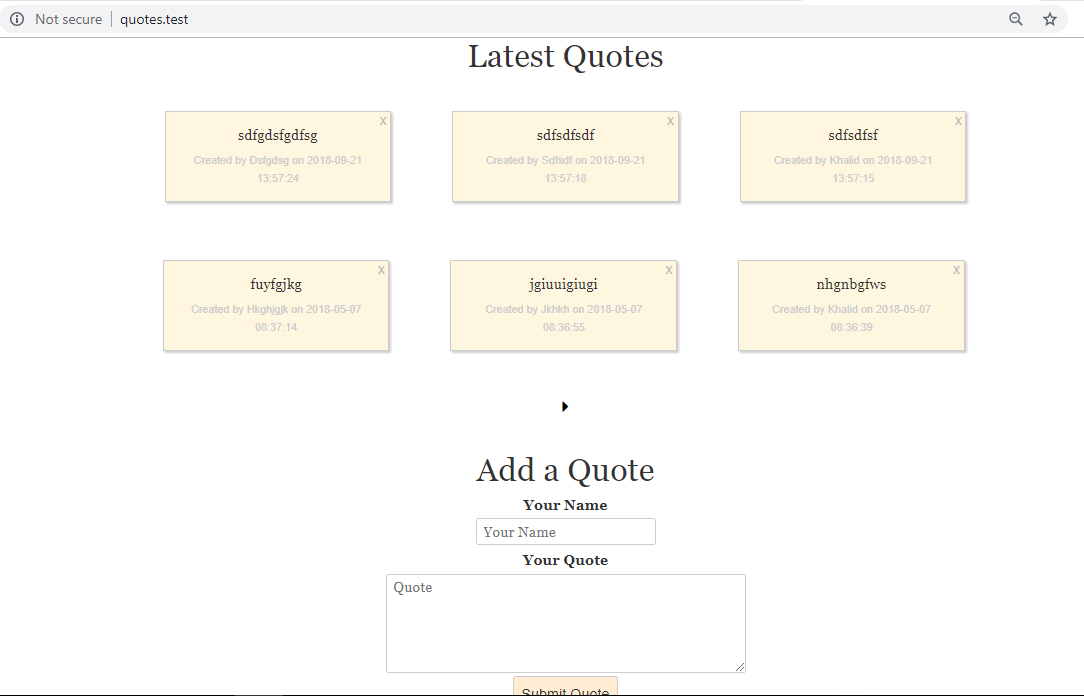 Not secure | quotes.test
Latest Quotes
X
sdfgdsfgdfsg
Created by Dsfgdsg on 2018-09-21
13:57:24
X
sdfsdfsdf
Created by Sdfsdf on 2018-09-21
13:57:18
X
sdfsdfsf
Created by Khalid on 2018-09-21
13:57:15
X
fuyfgjkg
Created by Hkghjgjk on 2018-05-07
08:37:14
X
jgiuuigiugi
Created by Jkhkh on 2018-05-07
08:36:55
X
nhgnbgfws
Created by Khalid on 2018-05-07
08:36:39
Add a Quote
Your Name
Your Name
Your Quote
Quote
Submit Quote